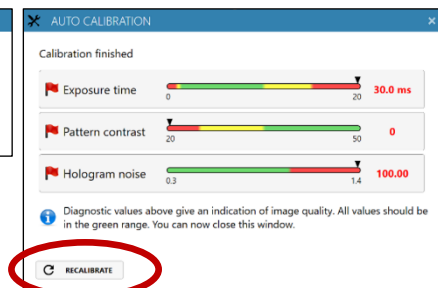 AUTO CALIBRATION
Calibration finished
Exposure time 0 20 30.0 ms
Pattern contrast 20 50 0
Hologram noise 0.3 1.4 100.00
Diagnostic values above give an indication of image quality. All values should be
in the green range. You can now close this window.
RECALIBRATE